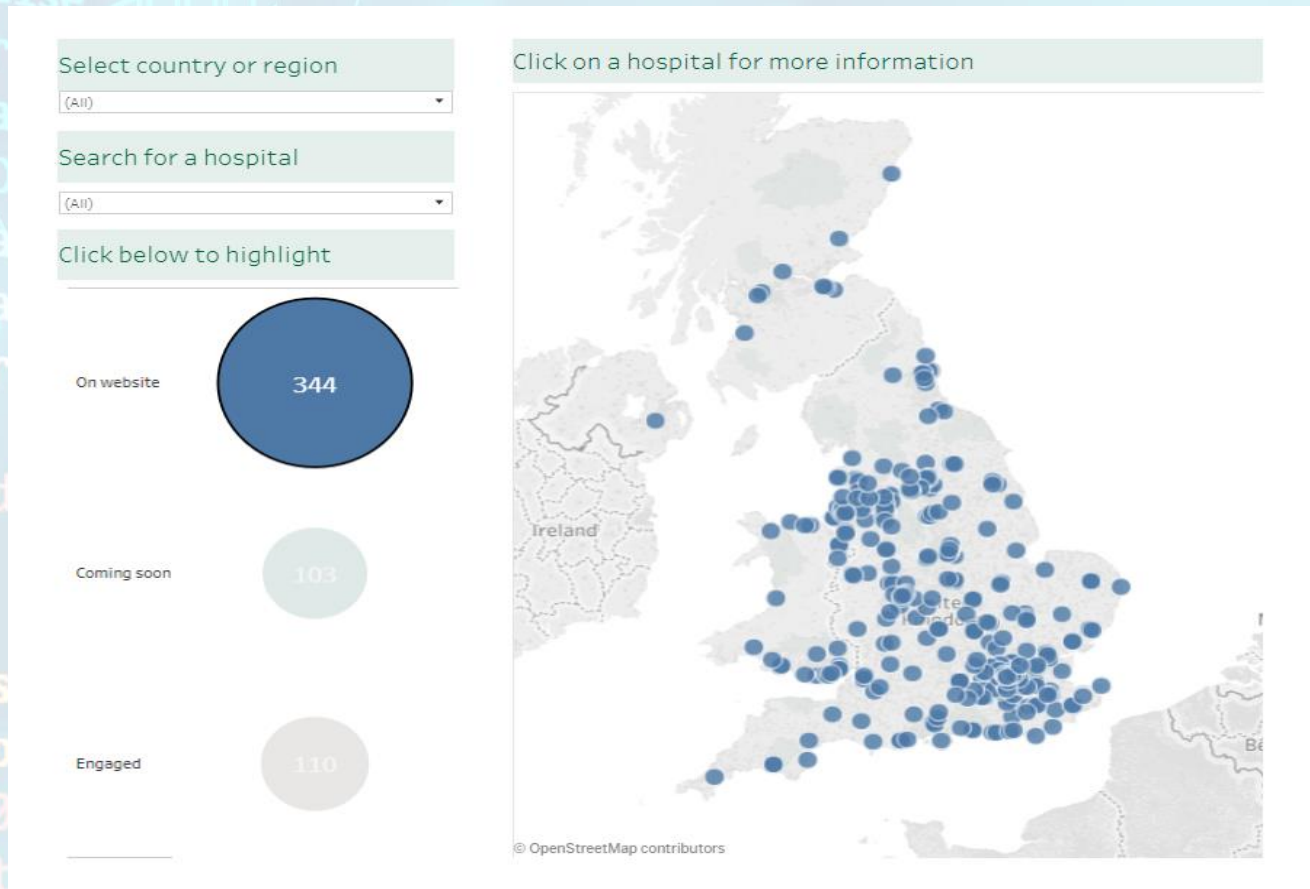 Select country or region
(All)
Search for a hospital
(All)
Click below to highlight
On website
344
Coming soon
103
Engaged
110
Click on a hospital for more information
Ireland
© OpenStreetMap contributors